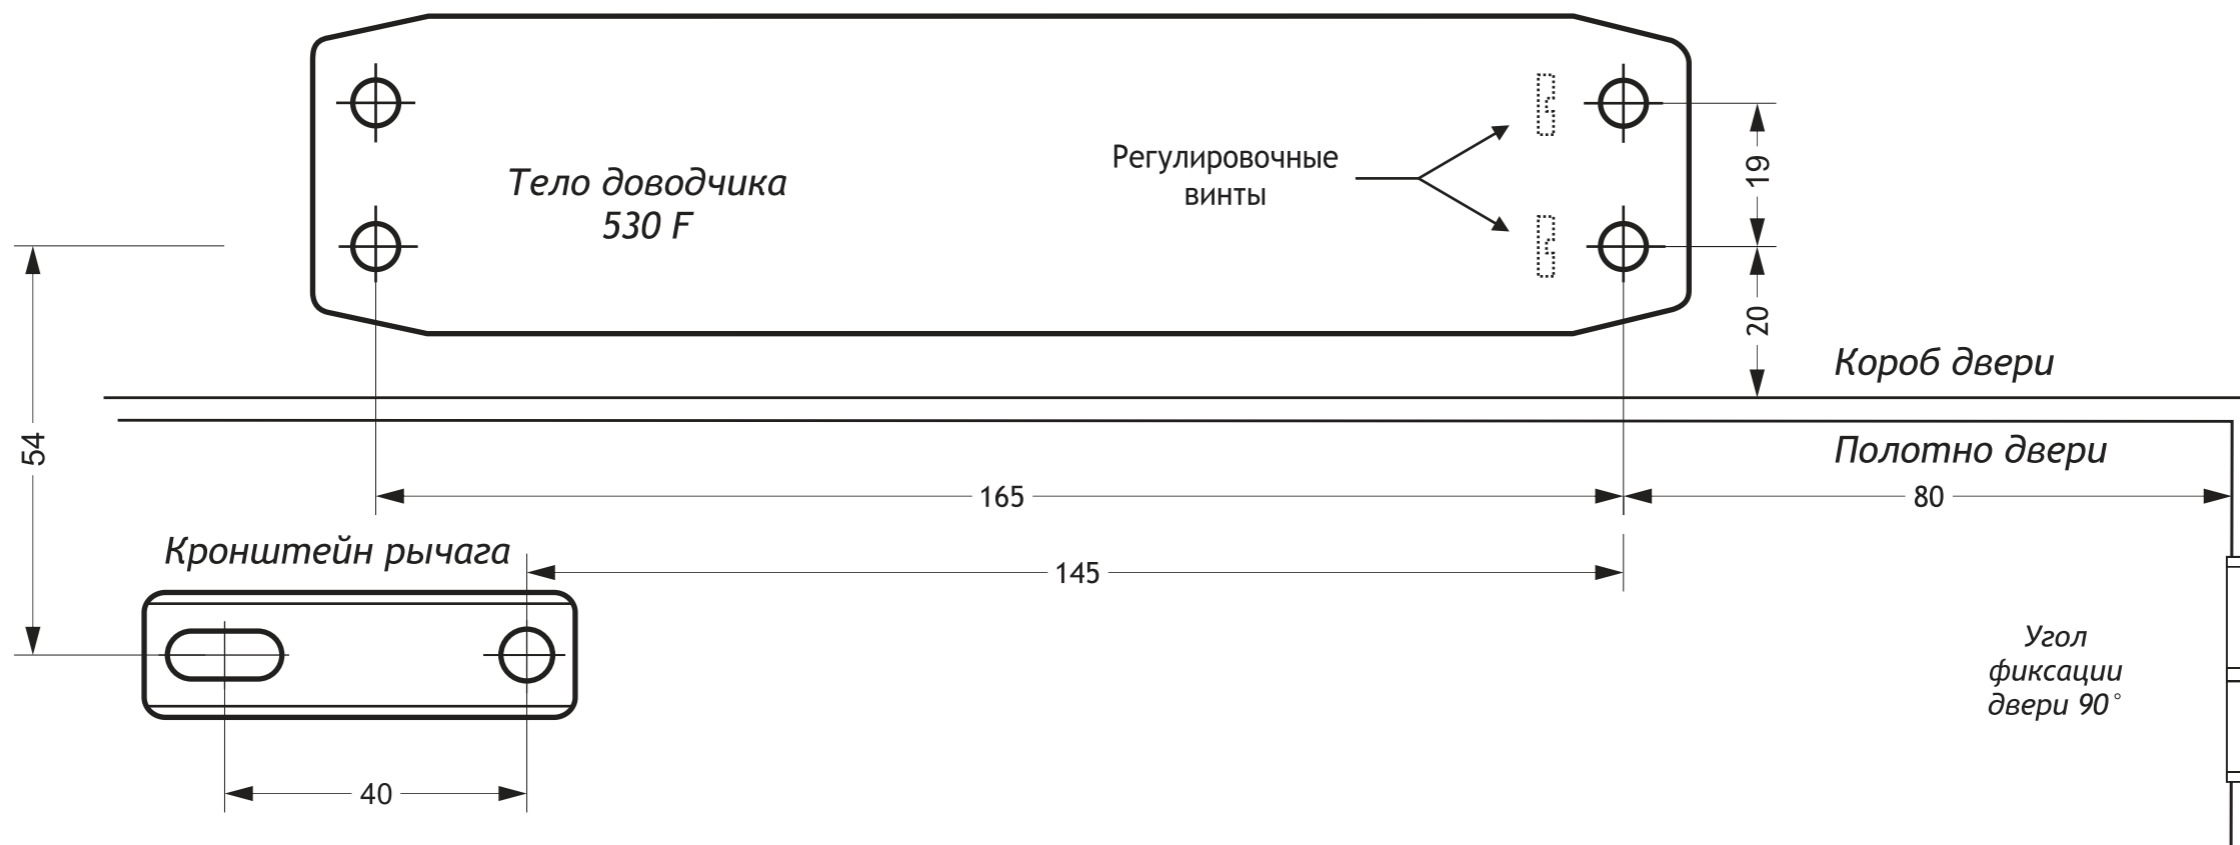 Тело доводчика
530 F
Регулировочные
винты
19
20
Короб двери
54
Полотно двери
165
80
Кронштейн рычага
145
Угол
фиксации
двери 90°
40